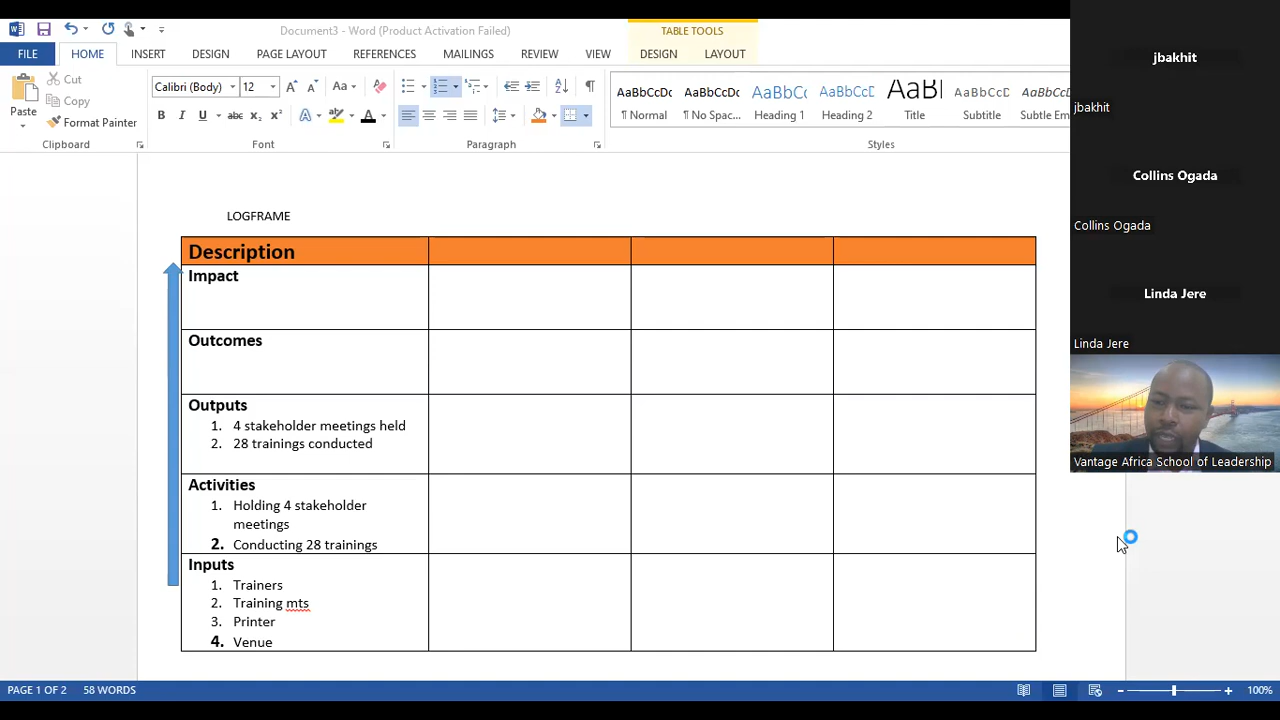 Document3 - Word (Product Activation Failed)
TABLE TOOLS
FILE HOME INSERT DESIGN PAGE LAYOUT REFERENCES MAILINGS REVIEW VIEW DESIGN LAYOUT
Cut
Copy
Format Painter
Paste
Clipboard
Calibri (Body) 12
Font
Paragraph
AaBbCcDc AaBbCcDc AaBbCc AaBbCcD AaBl AaBbCcD AaBbCcD
¶ Normal ¶ No Spac... Heading 1 Heading 2 Title Subtitle Subtle Em...
Styles
LOGFRAME
Description
Impact
Outcomes
Outputs
1. 4 stakeholder meetings held
2. 28 trainings conducted
Activities
1. Holding 4 stakeholder
meetings
2. Conducting 28 trainings
Inputs
1. Trainers
2. Training mts
3. Printer
4. Venue
jbakhit
jbakhit
Collins Ogada
Collins Ogada
Linda Jere
Linda Jere
Vantage Africa School of Leadership
PAGE 1 OF 2 58 WORDS
100%